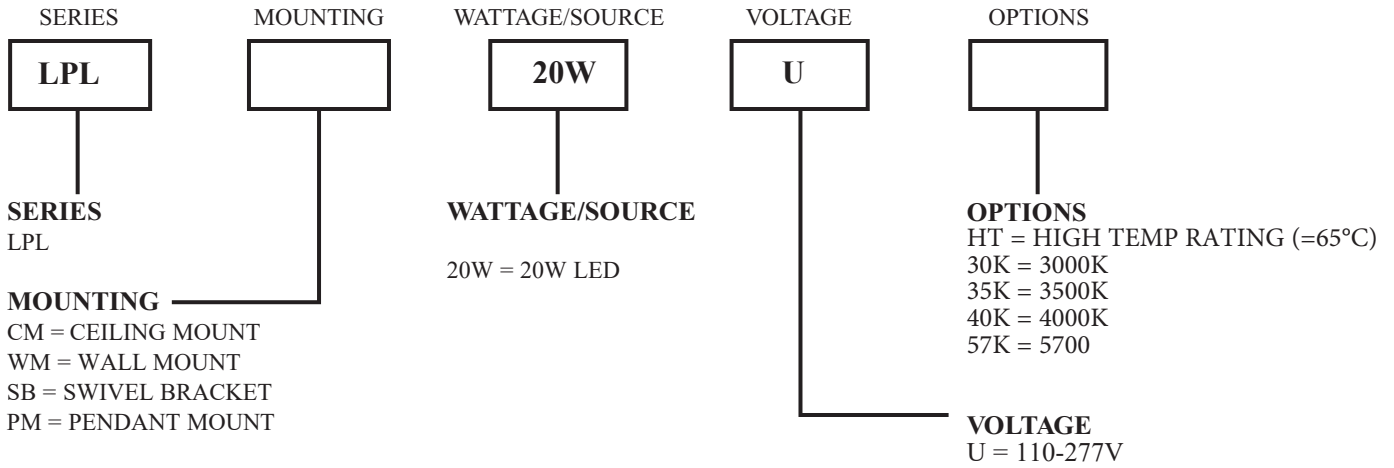 SERIES MOUNTING WATTAGE/SOURCE VOLTAGE OPTIONS
LPL 20W U
SERIES
LPL
MOUNTING
CM = CEILING MOUNT
WM = WALL MOUNT
SB = SWIVEL BRACKET
PM = PENDANT MOUNT
WATTAGE/SOURCE
20W = 20W LED
OPTIONS
HT = HIGH TEMP RATING (=65°C)
30K = 3000K
35K = 3500K
40K = 4000K
57K = 5700
VOLTAGE
U = 110-277V